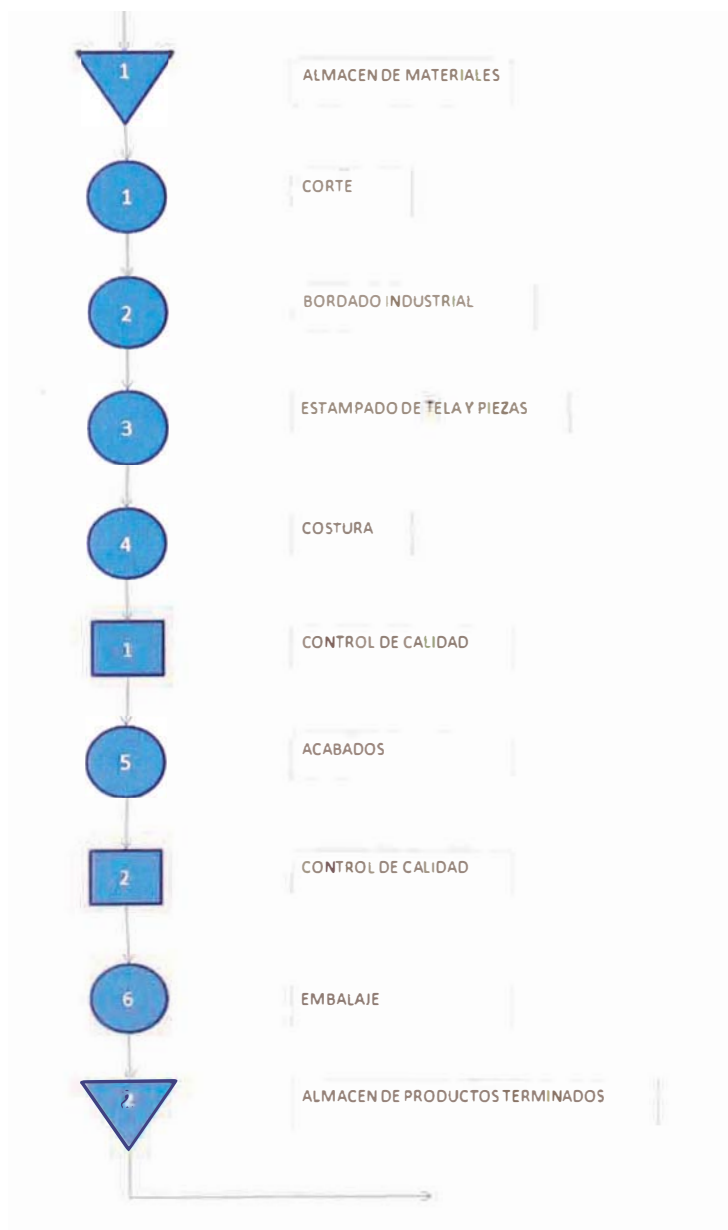 1 ALMACEN DE MATERIALES
1 CORTE
2 BORDADO INDUSTRIAL
3 ESTAMPADO DE TELA Y PIEZAS
4 COSTURA
1 CONTROL DE CALIDAD
5 ACABADOS
2 CONTROL DE CALIDAD
6 EMBALAJE
2 ALMACEN DE PRODUCTOS TERMINADOS